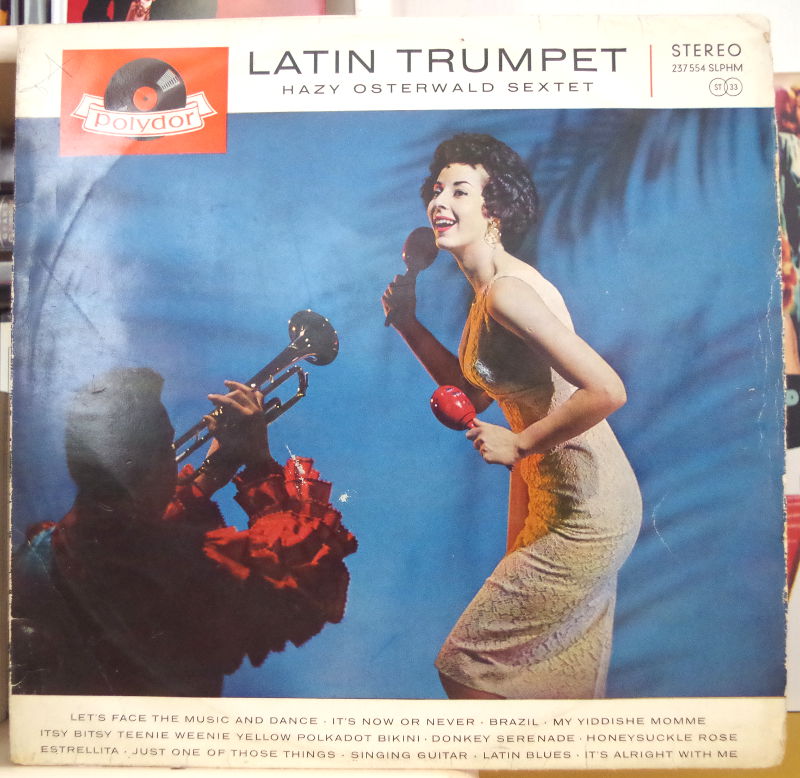 LATIN TRUMPET
HAZY OSTERWALD SEXTET
STEREO
237 554 SLPHM
ST 33
polydor
LET'S FACE THE MUSIC AND DANCE · IT'S NOW OR NEVER · BRAZIL · MY YIDDISHE MOMME
ITSY BITSY TEENIE WEENIE YELLOW POLKADOT BIKINI · DONKEY SERENADE · HONEYSUCKLE ROSE
ESTRELLITA · JUST ONE OF THOSE THINGS · SINGING GUITAR · LATIN BLUES · IT'S ALRIGHT WITH ME